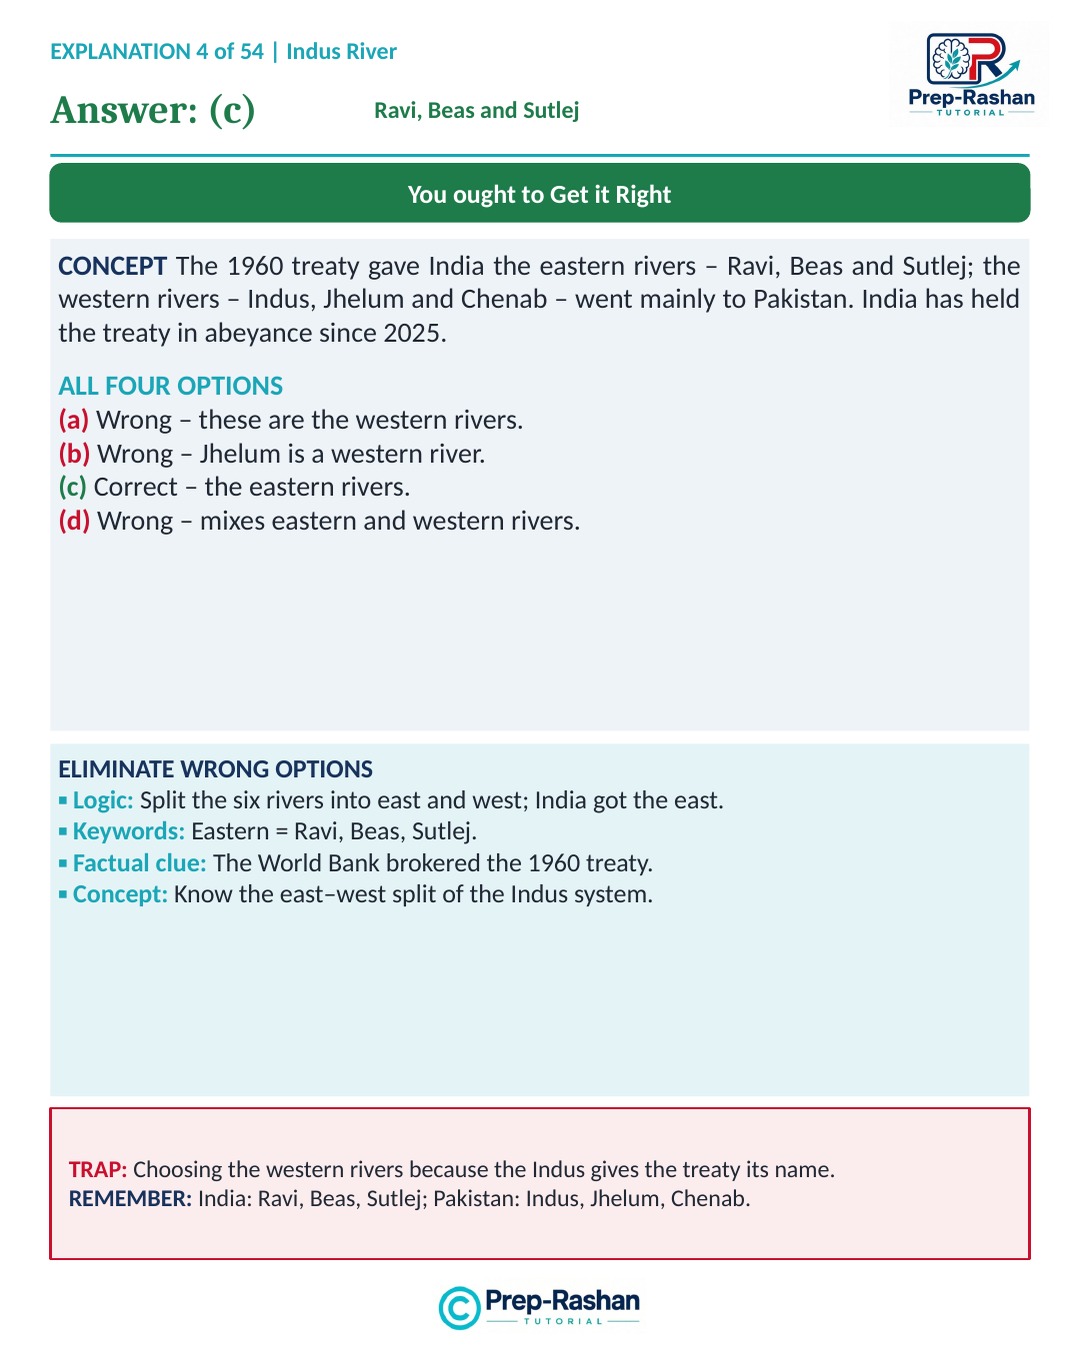 EXPLANATION 4 of 54 | Indus River
Prep-Rashan
TUTORIAL
Answer: (c)
Ravi, Beas and Sutlej
You ought to Get it Right
CONCEPT The 1960 treaty gave India the eastern rivers – Ravi, Beas and Sutlej; the
western rivers – Indus, Jhelum and Chenab – went mainly to Pakistan. India has held
the treaty in abeyance since 2025.
ALL FOUR OPTIONS
(a) Wrong – these are the western rivers.
(b) Wrong – Jhelum is a western river.
(c) Correct – the eastern rivers.
(d) Wrong – mixes eastern and western rivers.
ELIMINATE WRONG OPTIONS
▪ Logic: Split the six rivers into east and west; India got the east.
▪ Keywords: Eastern = Ravi, Beas, Sutlej.
▪ Factual clue: The World Bank brokered the 1960 treaty.
▪ Concept: Know the east–west split of the Indus system.
TRAP: Choosing the western rivers because the Indus gives the treaty its name.
REMEMBER: India: Ravi, Beas, Sutlej; Pakistan: Indus, Jhelum, Chenab.
© Prep-Rashan
TUTORIAL